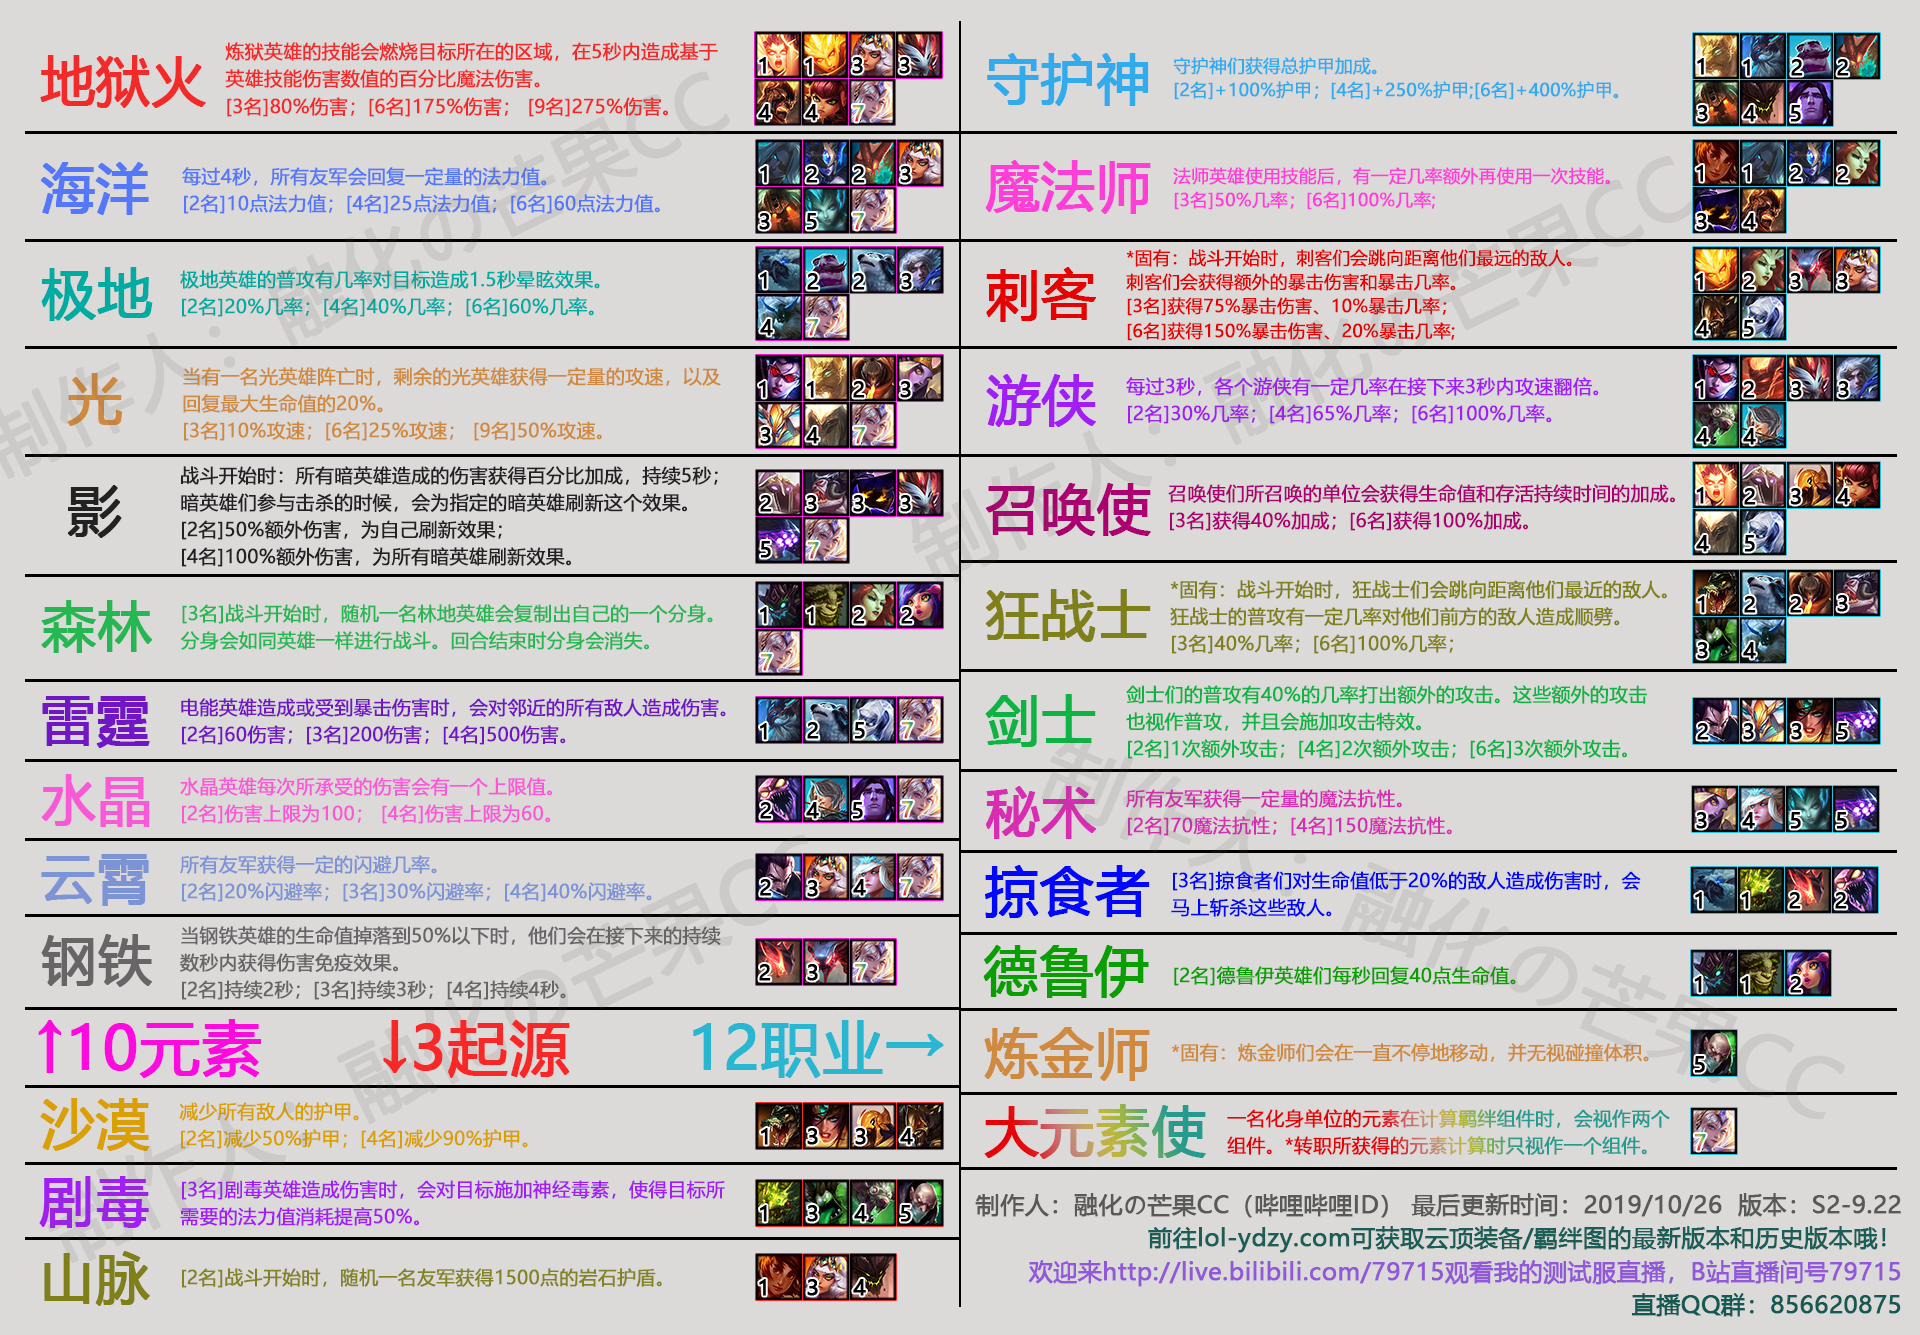 地狱火
炼狱英雄的技能会燃烧目标所在的区域，在5秒内造成基于
英雄技能伤害数值的百分比魔法伤害。
[3名]80%伤害；[6名]175%伤害； [9名]275%伤害。
1 1 3 3
4 4 7
海洋
每过4秒，所有友军会回复一定量的法力值。
[2名]10点法力值；[4名]25点法力值；[6名]60点法力值。
1 2 2 3
3 5 7
极地
极地英雄的普攻有几率对目标造成1.5秒晕眩效果。
[2名]20%几率；[4名]40%几率；[6名]60%几率。
1 2 2 3
4 7
光
当有一名光英雄阵亡时，剩余的光英雄获得一定量的攻速，以及
回复最大生命值的20%。
[3名]10%攻速；[6名]25%攻速； [9名]50%攻速。
1 1 2 3
3 4 7
影
战斗开始时：所有暗英雄造成的伤害获得百分比加成，持续5秒；
暗英雄们参与击杀的时候，会为指定的暗英雄刷新这个效果。
[2名]50%额外伤害，为自己刷新效果；
[4名]100%额外伤害，为所有暗英雄刷新效果。
2 3 3 3
5 7
森林
[3名]战斗开始时，随机一名林地英雄会复制出自己的一个分身。
分身会如同英雄一样进行战斗。回合结束时分身会消失。
1 1 2 2
7
雷霆
电能英雄造成或受到暴击伤害时，会对邻近的所有敌人造成伤害。
[2名]60伤害；[3名]200伤害；[4名]500伤害。
1 2 5 7
水晶
水晶英雄每次所承受的伤害会有一个上限值。
[2名]伤害上限为100； [4名]伤害上限为60。
2 4 5 7
云霄
所有友军获得一定的闪避几率。
[2名]20%闪避率；[3名]30%闪避率；[4名]40%闪避率。
2 3 4 7
钢铁
当钢铁英雄的生命值掉落到50%以下时，他们会在接下来的持续
数秒内获得伤害免疫效果。
[2名]持续2秒；[3名]持续3秒；[4名]持续4秒。
2 3 7
↑10元素 ↓3起源 12职业→
沙漠
减少所有敌人的护甲。
[2名]减少50%护甲；[4名]减少90%护甲。
1 3 3 4
剧毒
[3名]剧毒英雄造成伤害时，会对目标施加神经毒素，使得目标所
需要的法力值消耗提高50%。
1 3 4 5
山脉
[2名]战斗开始时，随机一名友军获得1500点的岩石护盾。
1 3 4
守护神
守护神们获得总护甲加成。
[2名]+100%护甲；[4名]+250%护甲;[6名]+400%护甲。
1 1 2 2
3 4 5
魔法师
法师英雄使用技能后，有一定几率额外再使用一次技能。
[3名]50%几率；[6名]100%几率;
1 1 2 2
3 4
刺客
*固有：战斗开始时，刺客们会跳向距离他们最远的敌人。
刺客们会获得额外的暴击伤害和暴击几率。
[3名]获得75%暴击伤害、10%暴击几率；
[6名]获得150%暴击伤害、20%暴击几率;
1 2 3 3
4 5
游侠
每过3秒，各个游侠有一定几率在接下来3秒内攻速翻倍。
[2名]30%几率；[4名]65%几率；[6名]100%几率。
1 2 3 3
4 4
召唤使
召唤使们所召唤的单位会获得生命值和存活持续时间的加成。
[3名]获得40%加成；[6名]获得100%加成。
1 2 3 4
4 5
狂战士
*固有：战斗开始时，狂战士们会跳向距离他们最近的敌人。
狂战士的普攻有一定几率对他们前方的敌人造成顺劈。
[3名]40%几率；[6名]100%几率；
1 2 2 3
3 4
剑士
剑士们的普攻有40%的几率打出额外的攻击。这些额外的攻击
也视作普攻，并且会施加攻击特效。
[2名]1次额外攻击；[4名]2次额外攻击；[6名]3次额外攻击。
2 3 3 5
秘术
所有友军获得一定量的魔法抗性。
[2名]70魔法抗性；[4名]150魔法抗性。
3 4 5 5
掠食者
[3名]掠食者们对生命值低于20%的敌人造成伤害时，会
马上斩杀这些敌人。
1 1 2 2
德鲁伊
[2名]德鲁伊英雄们每秒回复40点生命值。
1 1 2
炼金师
*固有：炼金师们会在一直不停地移动，并无视碰撞体积。
5
大元素使
一名化身单位的元素在计算羁绊组件时，会视作两个
组件。*转职所获得的元素计算时只视作一个组件。
7
制作人：融化の芒果CC（哔哩哔哩ID） 最后更新时间：2019/10/26 版本：S2-9.22
前往lol-ydzy.com可获取云顶装备/羁绊图的最新版本和历史版本哦！
欢迎来http://live.bilibili.com/79715观看我的测试服直播，B站直播间号79715
直播QQ群：856620875
制作人：融化の芒果CC
制作人：融化の芒果CC
制作人：融化の芒果CC
制作人：融化の芒果CC